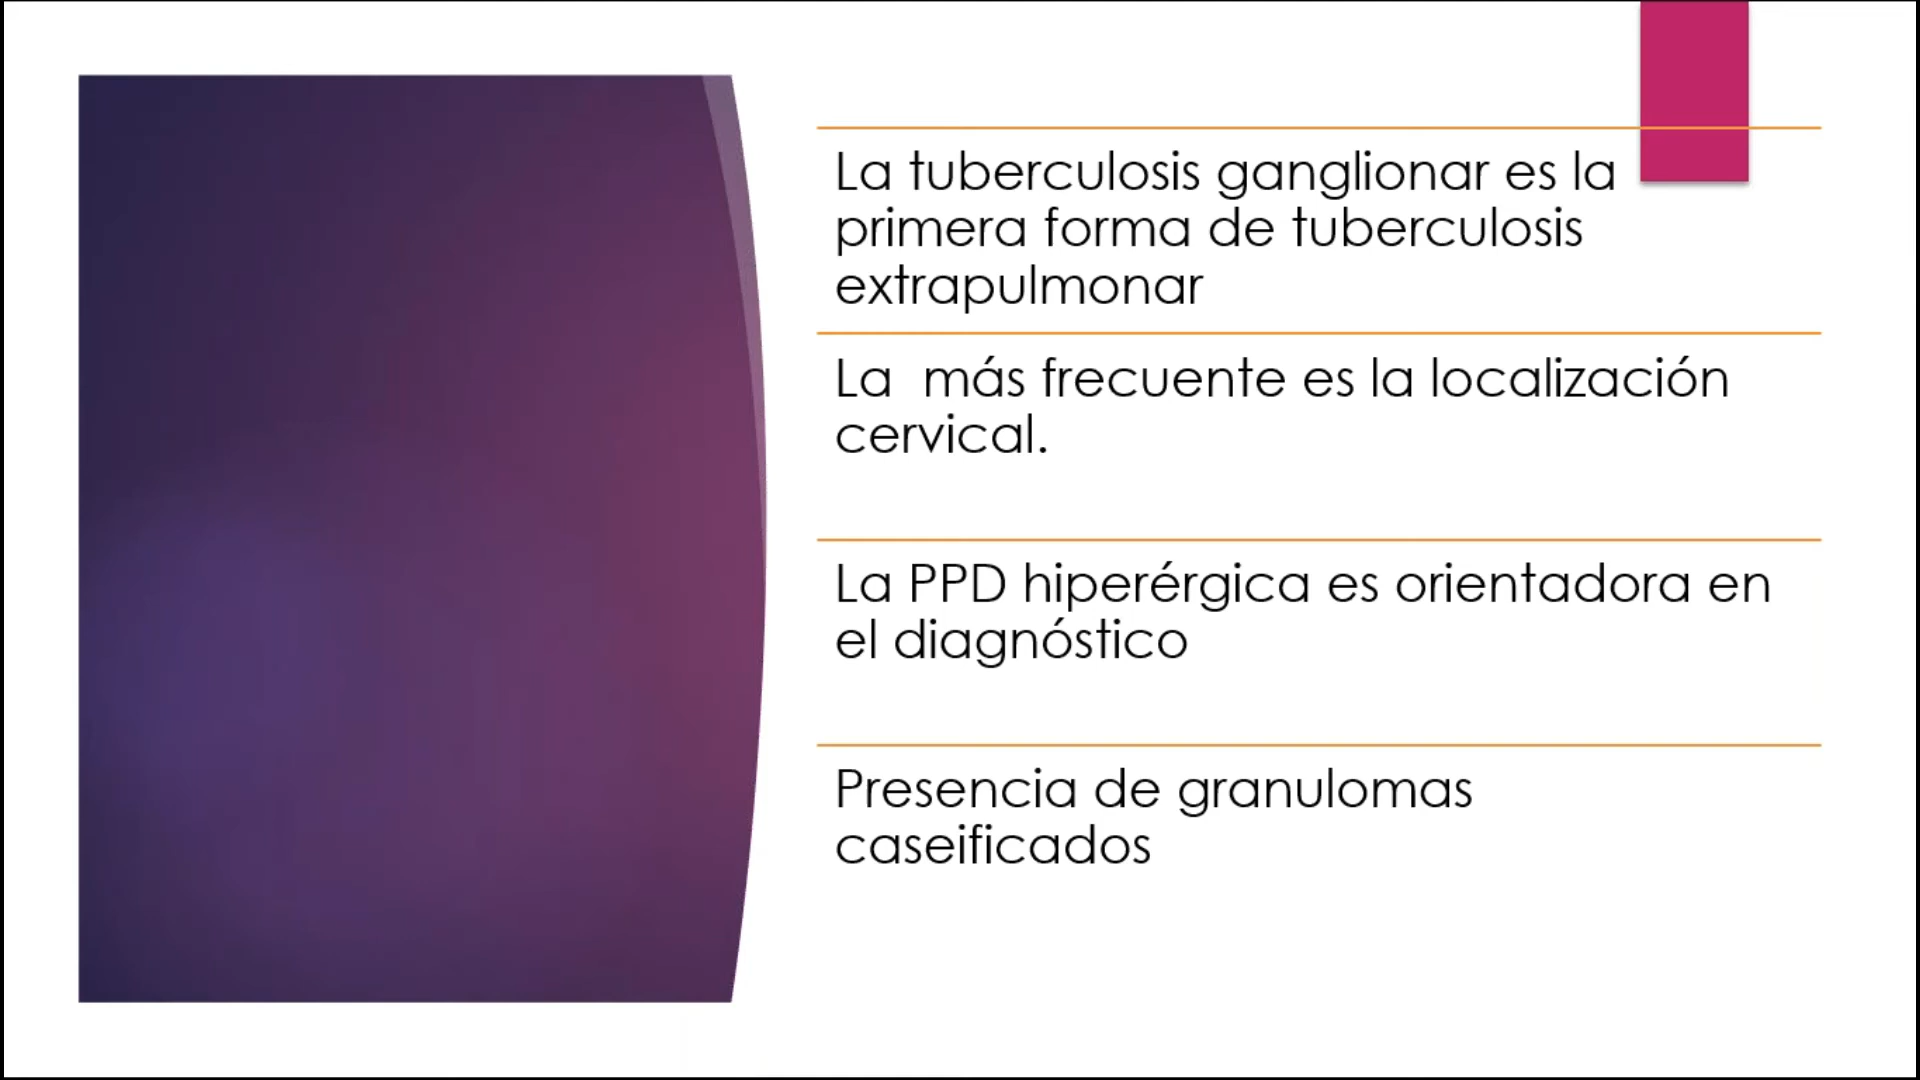 La tuberculosis ganglionar es la
primera forma de tuberculosis
extrapulmonar
La  más frecuente es la localización
cervical.
La PPD hiperérgica es orientadora en
el diagnóstico
Presencia de granulomas
caseificados